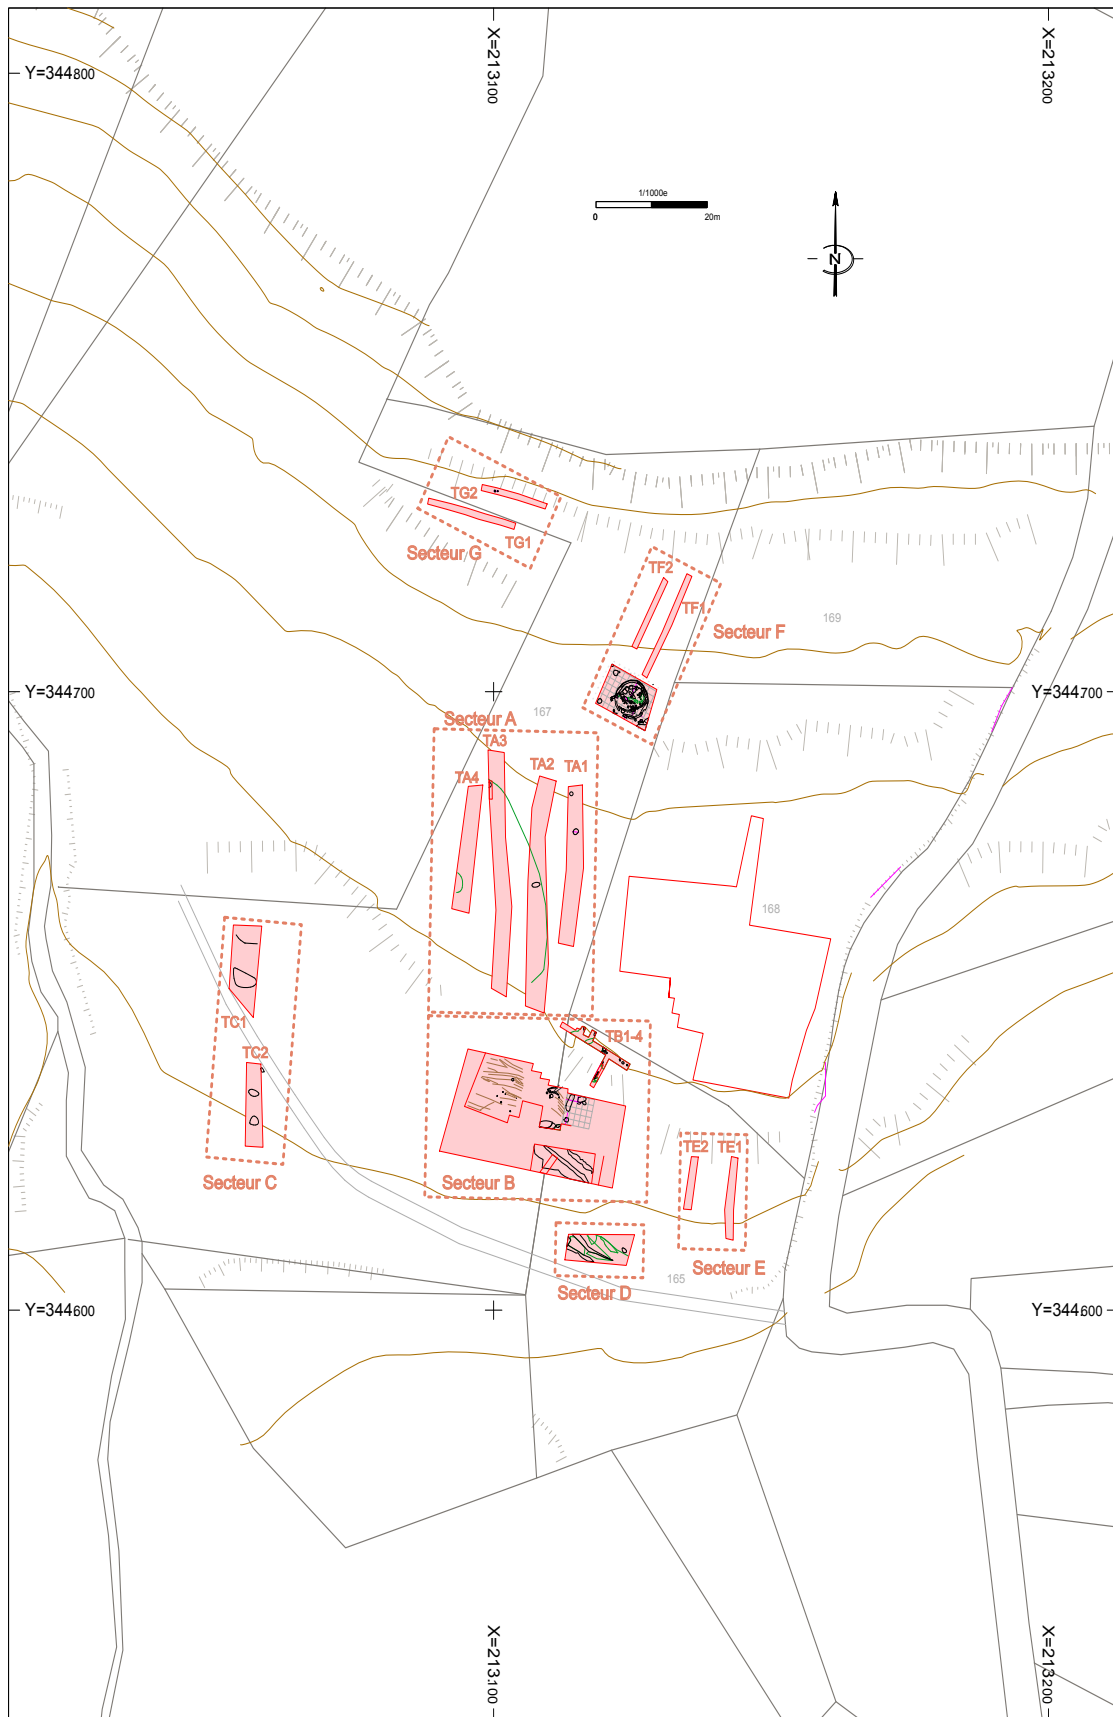 X=213100
X=213200
Y=344800
1/1000e
0
20m
N
TG2
TG1
Secteur G
TF2
TF1
169
Secteur F
Y=344700
Y=344700
167
Secteur A
TA3
TA2
TA1
TA4
168
TC1
TB1-4
TC2
TE2
TE1
Secteur C
Secteur B
Secteur E
165
Secteur D
Y=344600
Y=344600
X=213100
X=213200